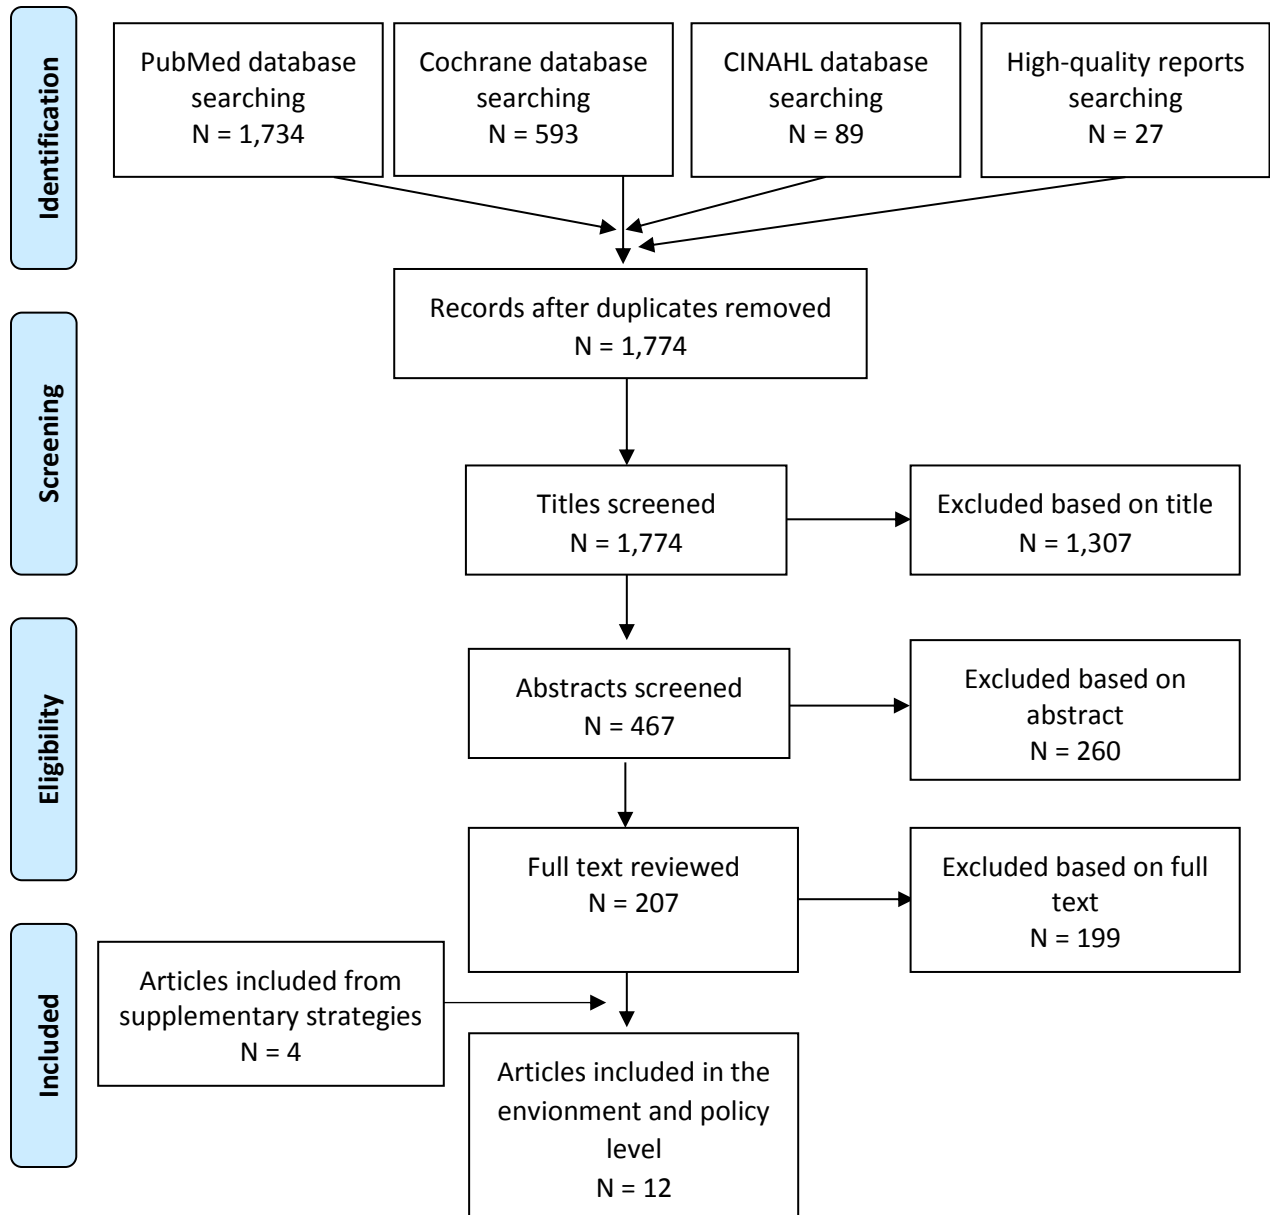 Identification
PubMed database
searching
N = 1,734
Cochrane database
searching
N = 593
CINAHL database
searching
N = 89
High-quality reports
searching
N = 27
Records after duplicates removed
N = 1,774
Screening
Titles screened
N = 1,774
Excluded based on title
N = 1,307
Eligibility
Abstracts screened
N = 467
Excluded based on
abstract
N = 260
Full text reviewed
N = 207
Excluded based on full
text
N = 199
Included
Articles included from
supplementary strategies
N = 4
Articles included in the
envionment and policy
level
N = 12